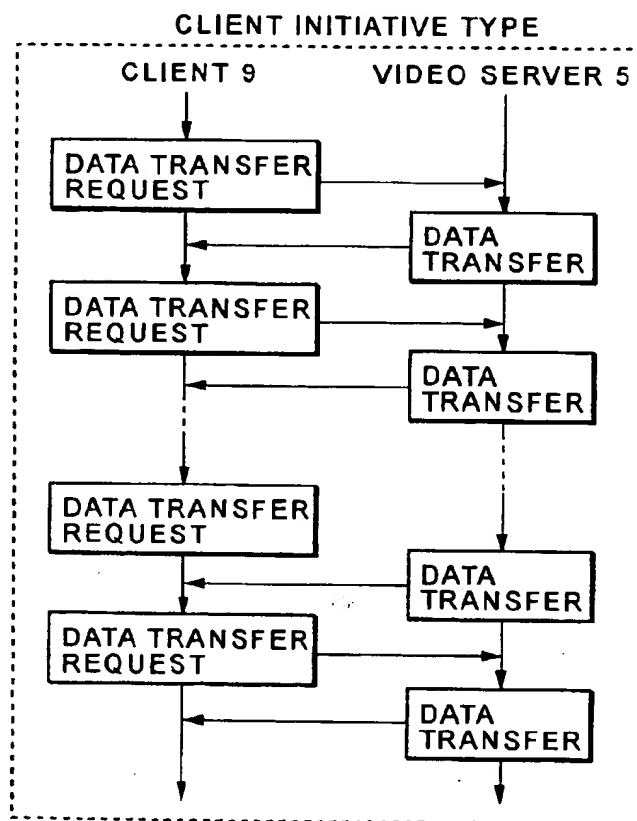 CLIENT INITIATIVE TYPE
CLIENT 9
VIDEO SERVER 5
DATA TRANSFER
REQUEST
DATA
TRANSFER
DATA TRANSFER
REQUEST
DATA
TRANSFER
DATA TRANSFER
REQUEST
DATA
TRANSFER
DATA TRANSFER
REQUEST
DATA
TRANSFER